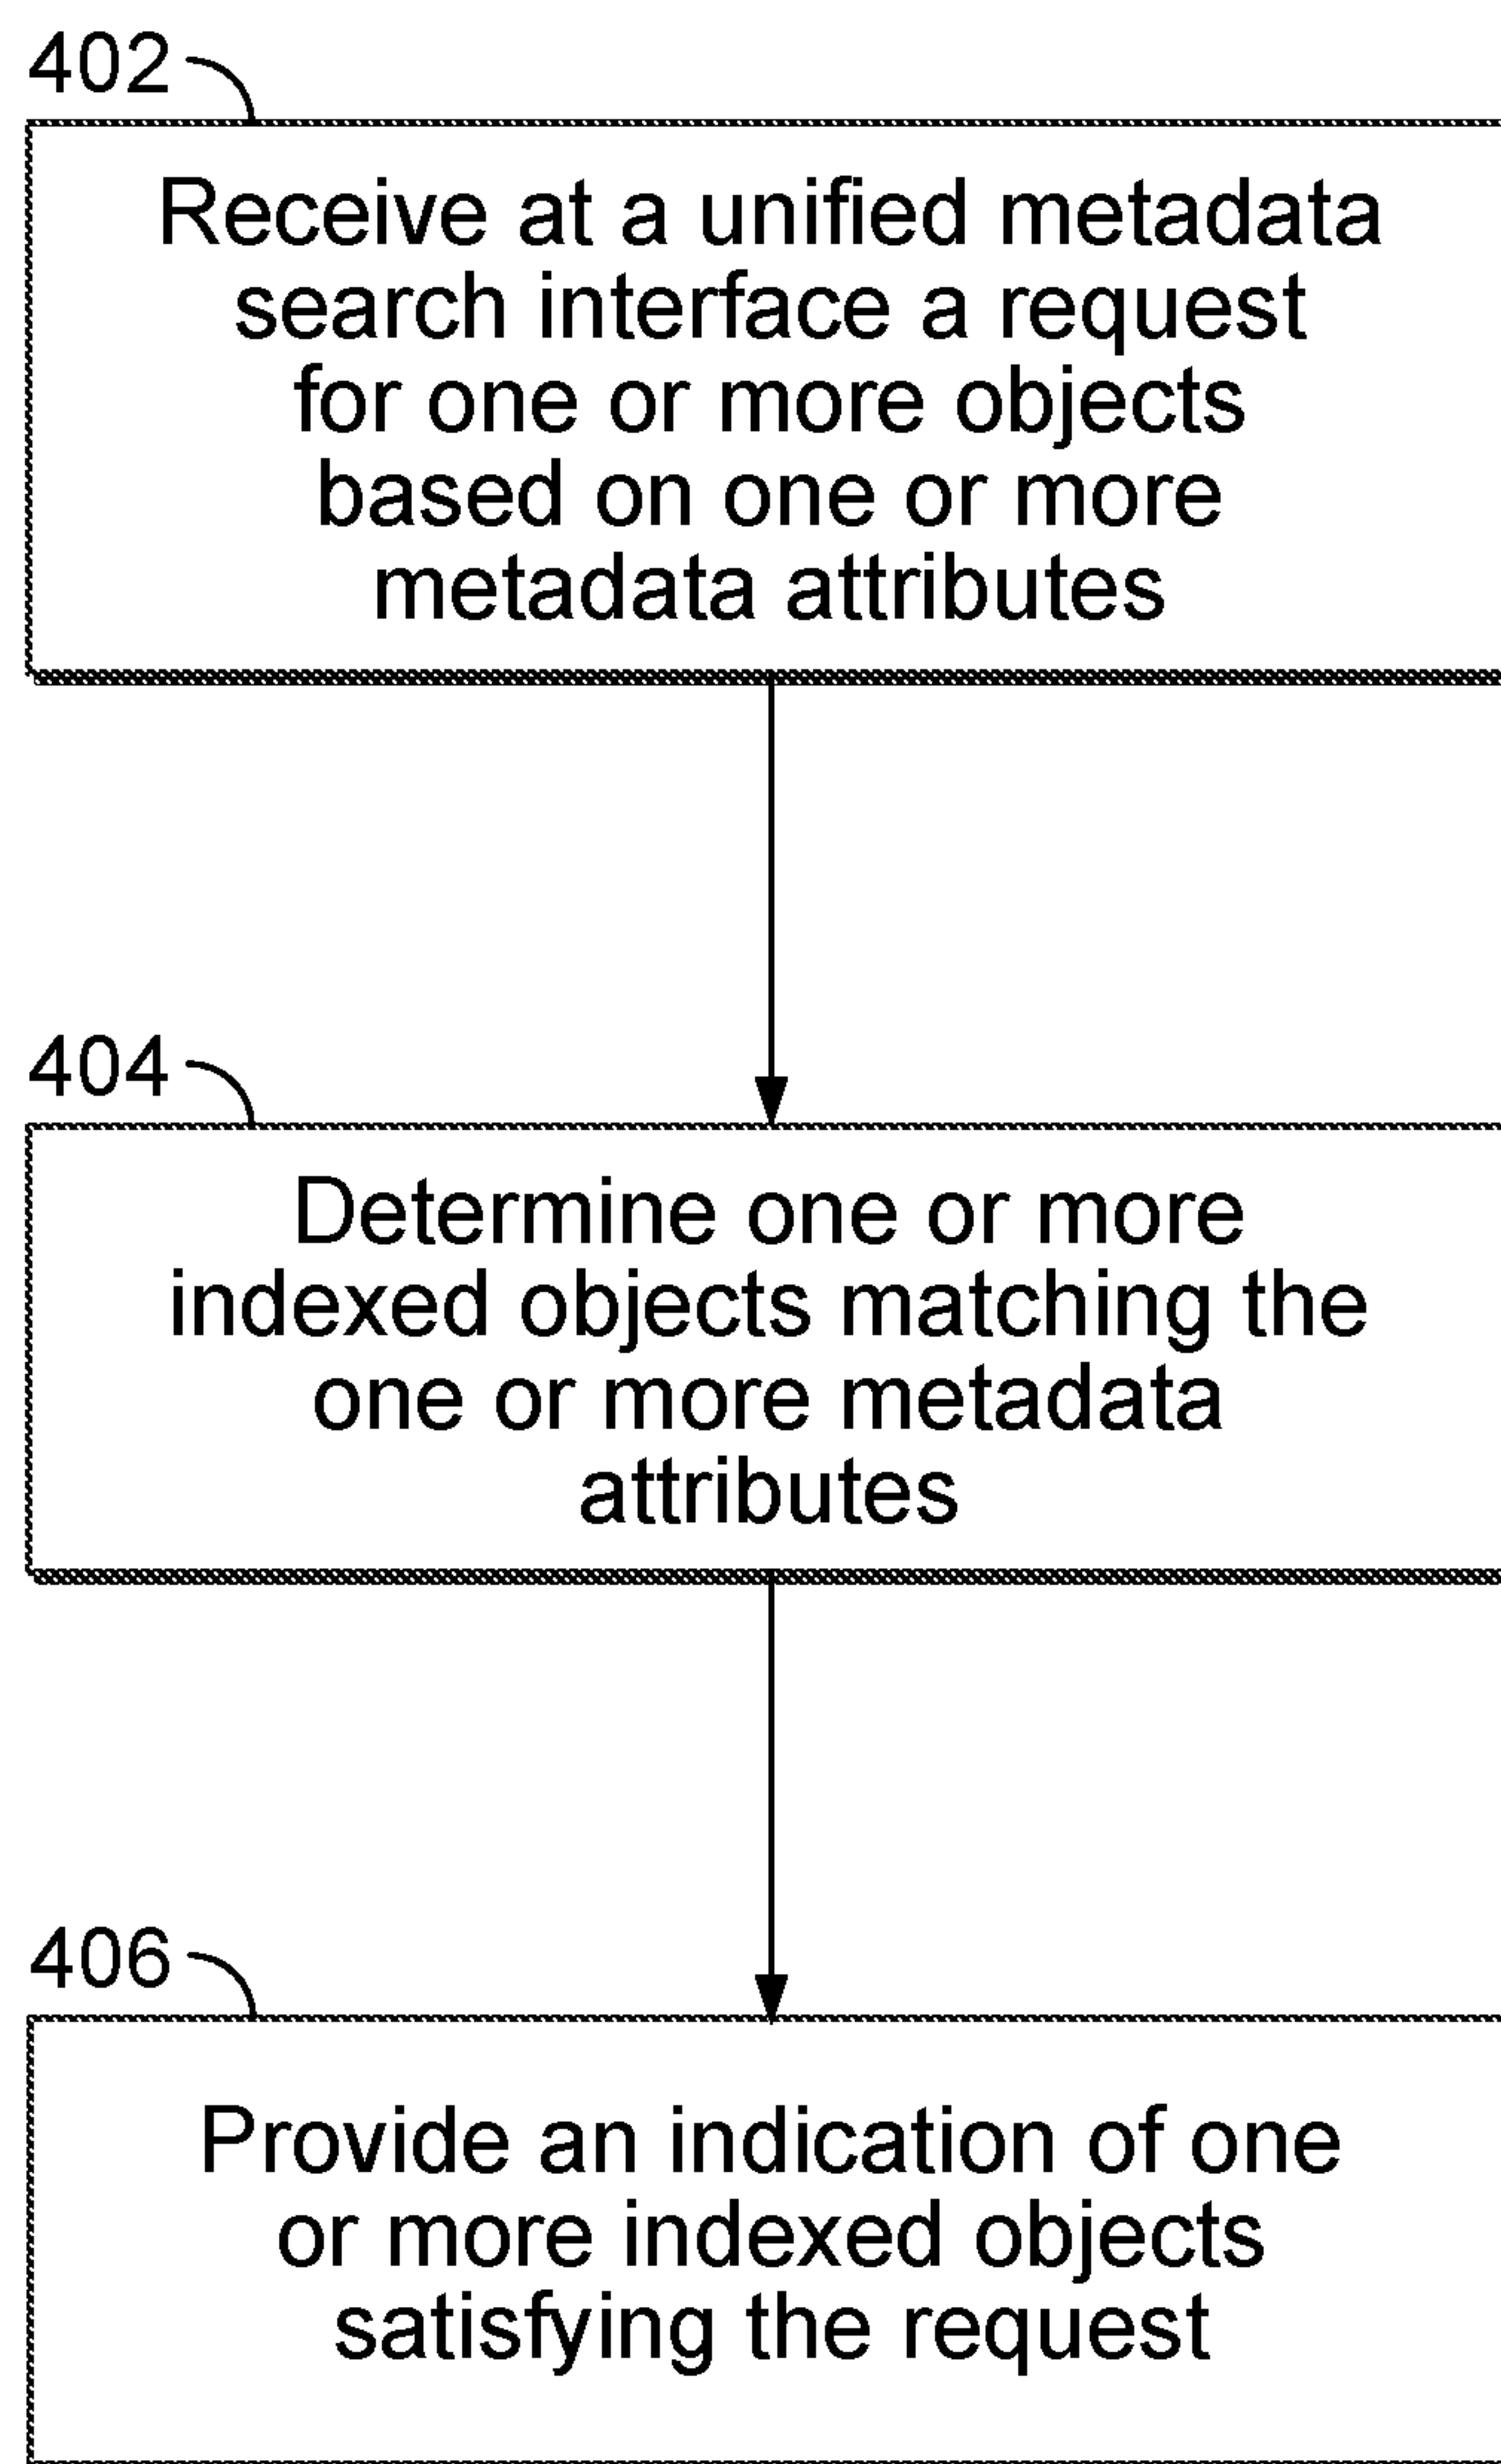 402
Receive at a unified metadata
search interface a request
for one or more objects
based on one or more
metadata attributes
404
Determine one or more
indexed objects matching the
one or more metadata
attributes
406
Provide an indication of one
or more indexed objects
satisfying the request